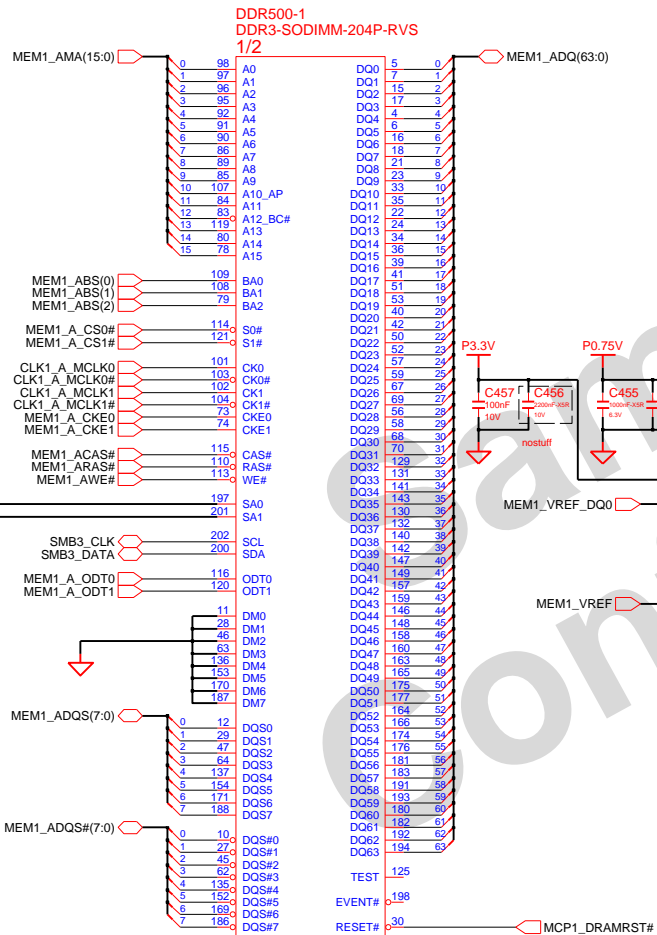 DDR500-1
DDR3-SODIMM-204P-RVS
1/2
MEM1_AMA(15:0)
0 98 A0
1 97 A1
2 96 A2
3 95 A3
4 92 A4
5 91 A5
6 90 A6
7 86 A7
8 89 A8
9 85 A9
10 107 A10_AP
11 84 A11
12 83 A12_BC#
13 119 A13
14 80 A14
15 78 A15
MEM1_ABS(0) 109 BA0
MEM1_ABS(1) 108 BA1
MEM1_ABS(2) 79 BA2
MEM1_A_CS0# 114 S0#
MEM1_A_CS1# 121 S1#
CLK1_A_MCLK0 101 CK0
CLK1_A_MCLK0# 103 CK0#
CLK1_A_MCLK1 102 CK1
CLK1_A_MCLK1# 104 CK1#
MEM1_A_CKE0 73 CKE0
MEM1_A_CKE1 74 CKE1
MEM1_ACAS# 115 CAS#
MEM1_ARAS# 110 RAS#
MEM1_AWE# 113 WE#
197 SA0
201 SA1
SMB3_CLK 202 SCL
SMB3_DATA 200 SDA
MEM1_A_ODT0 116 ODT0
MEM1_A_ODT1 120 ODT1
11 DM0
28 DM1
46 DM2
63 DM3
136 DM4
153 DM5
170 DM6
187 DM7
MEM1_ADQS(7:0)
0 12 DQS0
1 29 DQS1
2 47 DQS2
3 64 DQS3
4 137 DQS4
5 154 DQS5
6 171 DQS6
7 188 DQS7
MEM1_ADQS#(7:0)
0 10 DQS#0
1 27 DQS#1
2 45 DQS#2
3 62 DQS#3
4 135 DQS#4
5 152 DQS#5
6 169 DQS#6
7 186 DQS#7
MEM1_ADQ(63:0)
DQ0 5 0
DQ1 7 1
DQ2 15 2
DQ3 17 3
DQ4 4 4
DQ5 6 5
DQ6 16 6
DQ7 18 7
DQ8 21 8
DQ9 23 9
DQ10 33 10
DQ11 35 11
DQ12 22 12
DQ13 24 13
DQ14 34 14
DQ15 36 15
DQ16 39 16
DQ17 41 17
DQ18 51 18
DQ19 53 19
DQ20 40 20
DQ21 42 21
DQ22 50 22
DQ23 52 23
DQ24 57 24
DQ25 59 25
DQ26 67 26
DQ27 69 27
DQ28 56 28
DQ29 58 29
DQ30 68 30
DQ31 70 31
DQ32 129 32
DQ33 131 33
DQ34 141 34
DQ35 143 35
DQ36 130 36
DQ37 132 37
DQ38 140 38
DQ39 142 39
DQ40 147 40
DQ41 149 41
DQ42 157 42
DQ43 159 43
DQ44 146 44
DQ45 148 45
DQ46 158 46
DQ47 160 47
DQ48 163 48
DQ49 165 49
DQ50 175 50
DQ51 177 51
DQ52 164 52
DQ53 166 53
DQ54 174 54
DQ55 176 55
DQ56 181 56
DQ57 183 57
DQ58 191 58
DQ59 193 59
DQ60 180 60
DQ61 182 61
DQ62 192 62
DQ63 194 63
TEST 125
EVENT# 198
RESET# 30 MCP1_DRAMRST#
P3.3V
P0.75V
C457
100nF
10V
C456
2200nF-X5R
10V
nostuff
C455
1000nF-X5R
6.3V
MEM1_VREF_DQ0
MEM1_VREF
Sam
Con